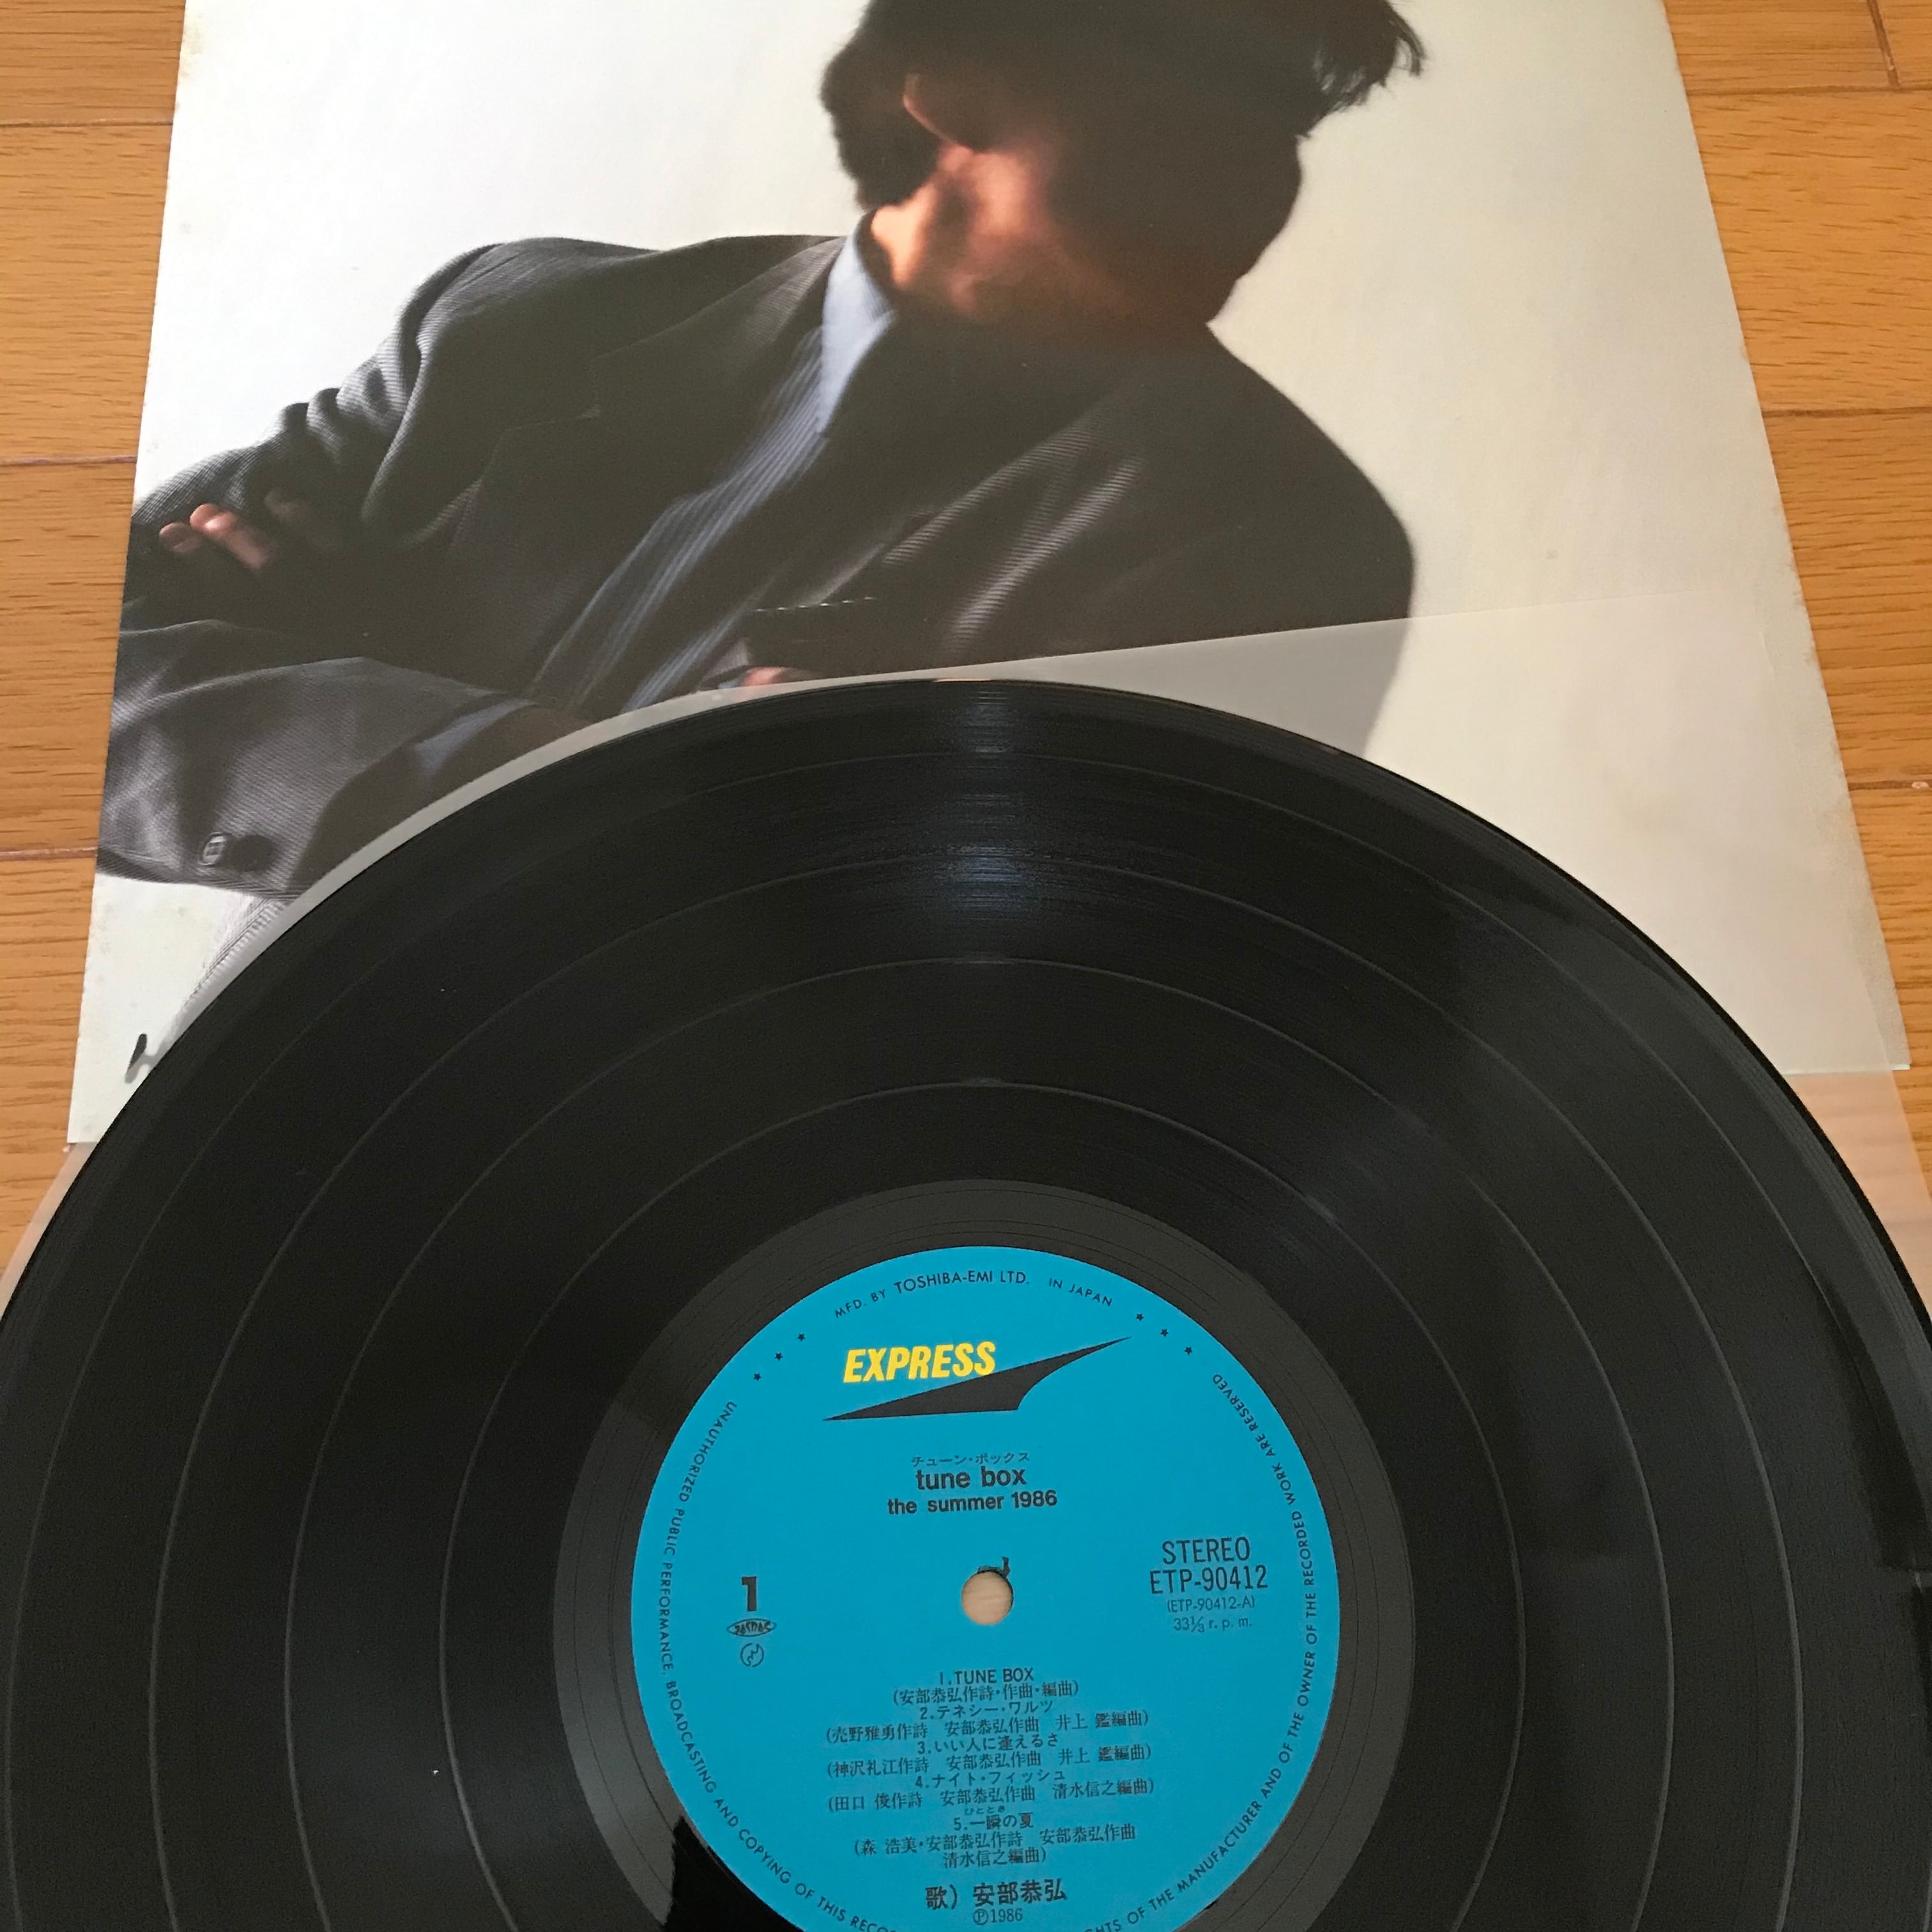 MFD. BY TOSHIBA-EMI LTD. IN JAPAN
EXPRESS
チューン・ボックス
tune box
the summer 1986
STEREO
ETP-90412
(ETP-90412-A)
33⅓ r.p.m.
1
1.TUNE BOX
(安部恭弘作詩・作曲・編曲)
2.テネシー・ワルツ
(売野雅勇作詩 安部恭弘作曲 井上 鑑編曲)
3.いい人に逢えるさ
(神沢礼江作詩 安部恭弘作曲 井上 鑑編曲)
4.ナイト・フィッシュ
(田口 俊作詩 安部恭弘作曲 清水信之編曲)
ひととき
5.一瞬の夏
(森 浩美・安部恭弘作詩 安部恭弘作曲
清水信之編曲)
歌) 安部恭弘
Ⓟ1986
UNAUTHORIZED PUBLIC PERFORMANCE, BROADCASTING AND COPYING OF THIS RECO
GHTS OF THE MANUFACTURER AND OF THE OWNER OF THE RECORDED WORK ARE RESERVED